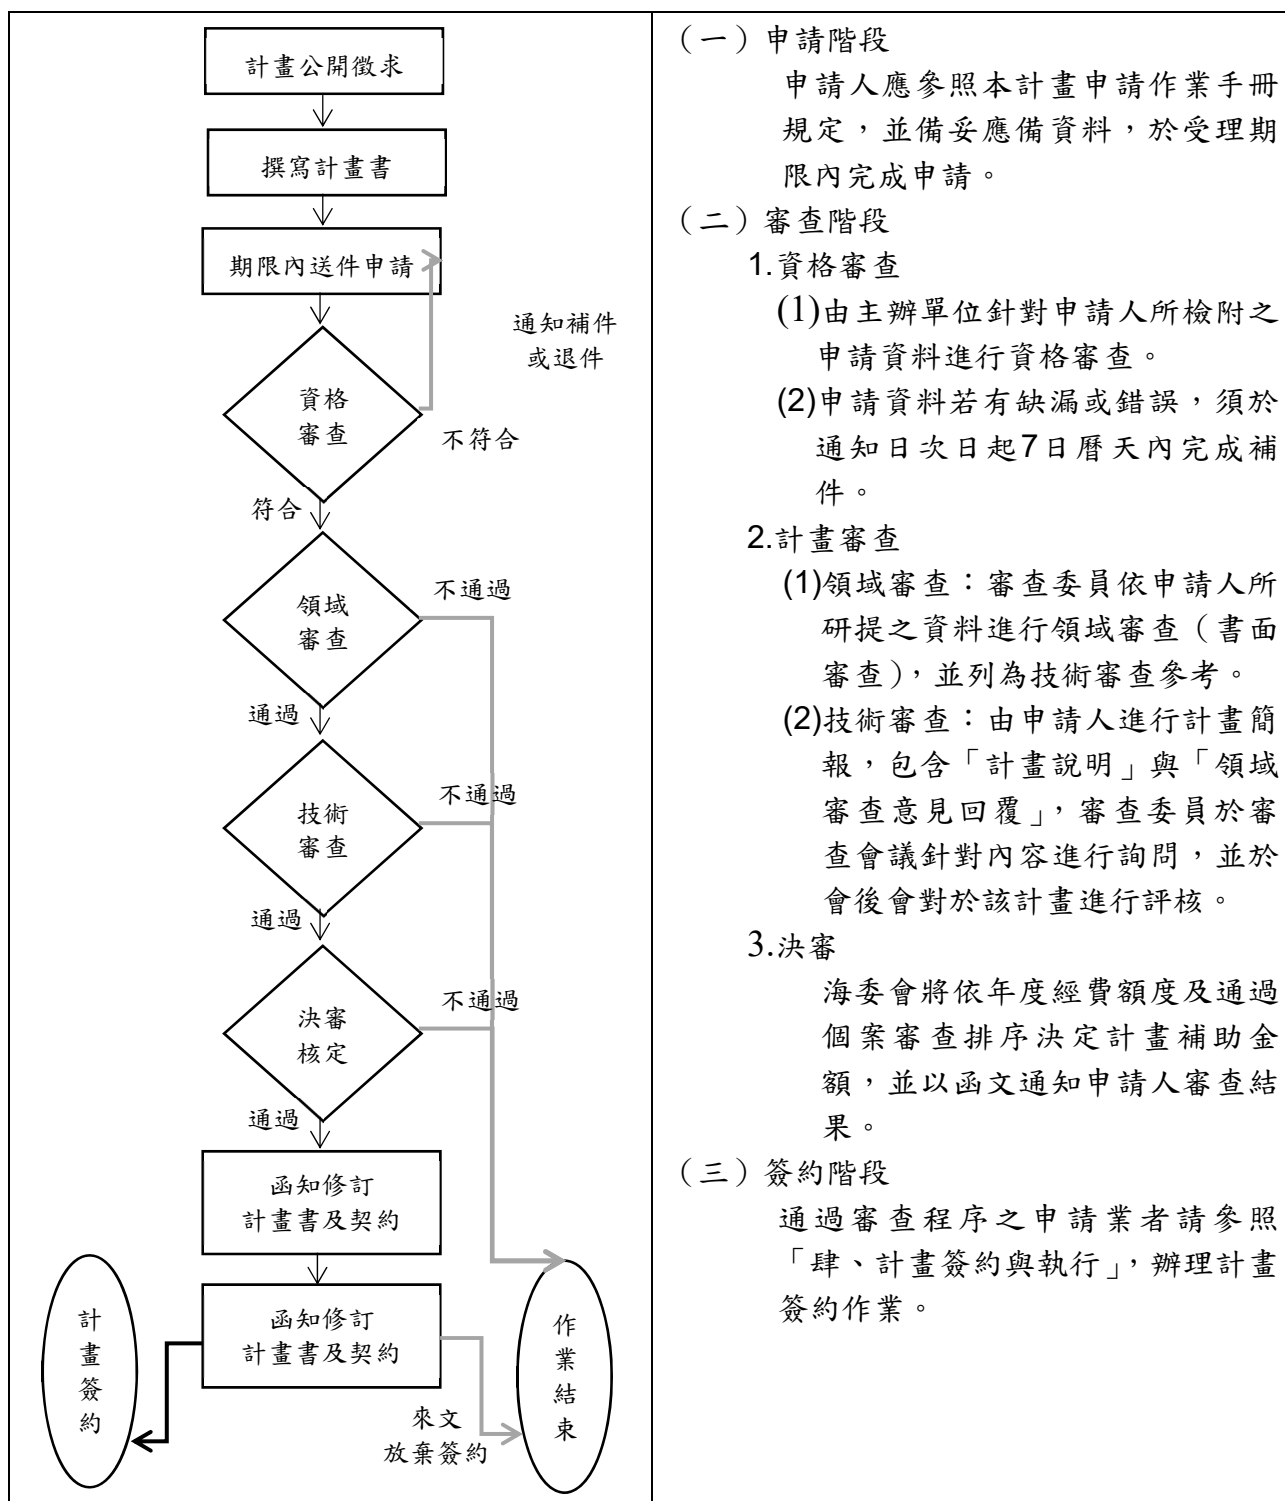 計畫公開徵求
撰寫計畫書
期限內送件申請
通知補件
或退件
資格
審查
不符合
符合
領域
審查
不通過
通過
技術
審查
不通過
通過
決審
核定
不通過
通過
函知修訂
計畫書及契約
函知修訂
計畫書及契約
計畫簽約
作業結束
來文
放棄簽約
（一）申請階段
申請人應參照本計畫申請作業手冊
規定，並備妥應備資料，於受理期
限內完成申請。
（二）審查階段
1.資格審查
(1)由主辦單位針對申請人所檢附之
申請資料進行資格審查。
(2)申請資料若有缺漏或錯誤，須於
通知日次日起7日曆天內完成補
件。
2.計畫審查
(1)領域審查：審查委員依申請人所
研提之資料進行領域審查（書面
審查），並列為技術審查參考。
(2)技術審查：由申請人進行計畫簡
報，包含「計畫說明」與「領域
審查意見回覆」，審查委員於審
查會議針對內容進行詢問，並於
會後會對於該計畫進行評核。
3.決審
海委會將依年度經費額度及通過
個案審查排序決定計畫補助金
額，並以函文通知申請人審查結
果。
（三）簽約階段
通過審查程序之申請業者請參照
「肆、計畫簽約與執行」，辦理計畫
簽約作業。